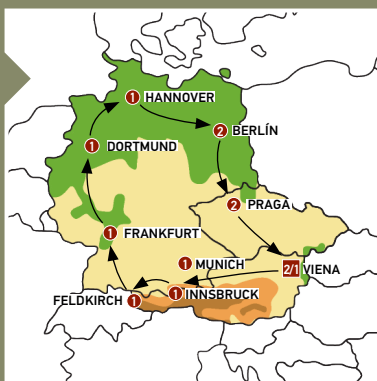 1 HANNOVER
2 BERLÍN
1 DORTMUND
2 PRAGA
1 FRANKFURT
1 MUNICH
2/1 VIENA
1 INNSBRUCK
FELDKIRCH 1